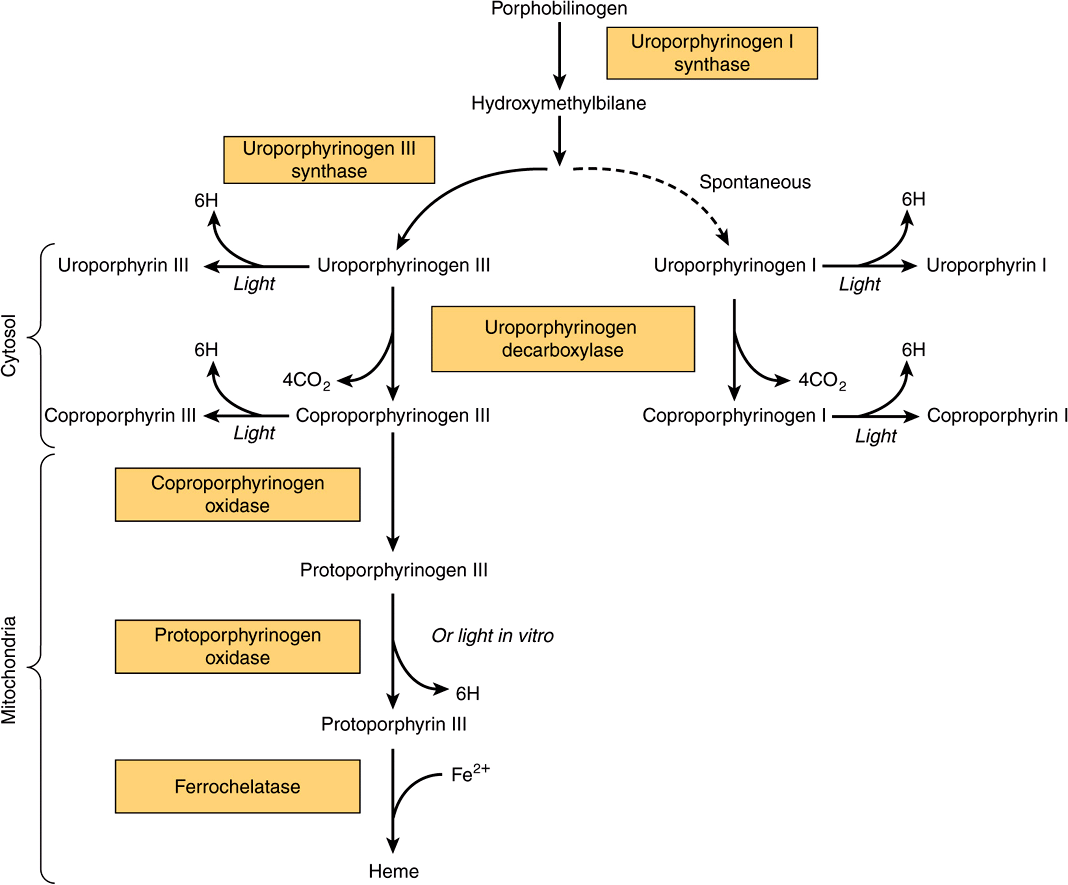 Porphobilinogen
Uroporphyrinogen I
synthase
Hydroxymethylbilane
Uroporphyrinogen III
synthase
Spontaneous
6H
6H
Uroporphyrin III
Uroporphyrinogen III
Uroporphyrinogen I
Uroporphyrin I
Light
Light
Cytosol
Uroporphyrinogen
decarboxylase
6H
6H
4CO2
4CO2
Coproporphyrin III
Coproporphyrinogen III
Coproporphyrinogen I
Coproporphyrin I
Light
Light
Coproporphyrinogen
oxidase
Protoporphyrinogen III
Mitochondria
Protoporphyrinogen
oxidase
Or light in vitro
6H
Protoporphyrin III
Ferrochelatase
Fe2+
Heme